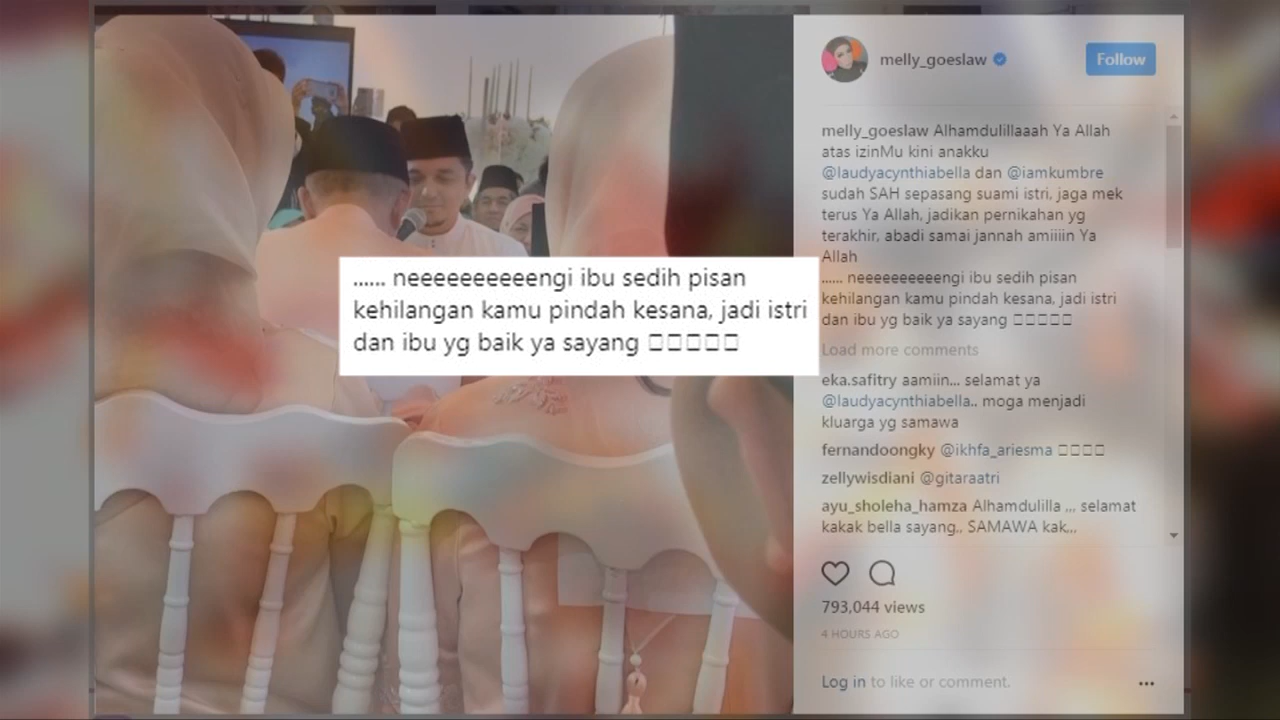 melly_goeslaw
Follow
melly_goeslaw Alhamdulillaaah Ya Allah
atas izinMu kini anakku
@laudyacynthiabella dan @iamkumbre
sudah SAH sepasang suami istri, jaga mek
terus Ya Allah, jadikan pernikahan yg
terakhir, abadi samai jannah amiiiin Ya
Allah
...... neeeeeeeeeengi ibu sedih pisan
kehilangan kamu pindah kesana, jadi istri
dan ibu yg baik ya sayang □□□□□
...... neeeeeeeeeengi ibu sedih pisan
kehilangan kamu pindah kesana, jadi istri
dan ibu yg baik ya sayang □□□□□
Load more comments
eka.safitry aamiin... selamat ya
@laudyacynthiabella.. moga menjadi
kluarga yg samawa
fernandoongky @ikhfa_ariesma □□□□
zellywisdiani @gitaraatri
ayu_sholeha_hamza Alhamdulilla ,,, selamat
kakak bella sayang.. SAMAWA kak,,,
793,044 views
4 HOURS AGO
Log in to like or comment.